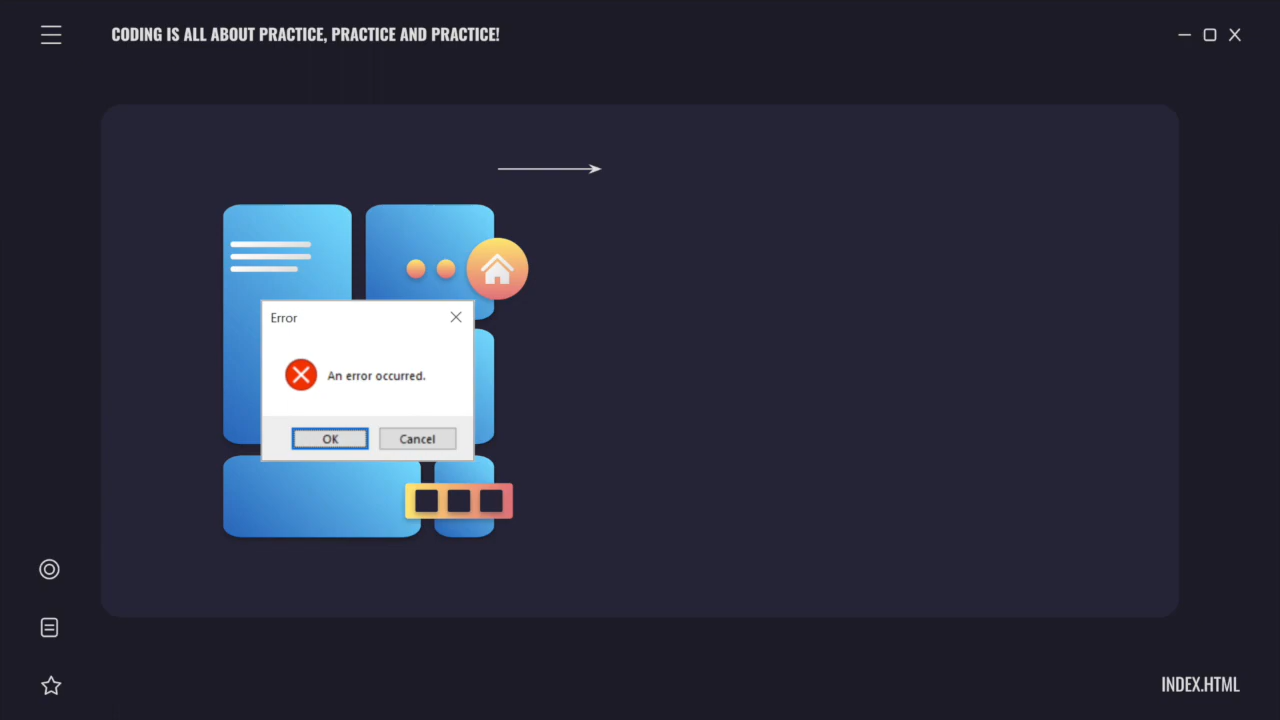 CODING IS ALL ABOUT PRACTICE, PRACTICE AND PRACTICE!
Error
An error occurred.
OK
Cancel
INDEX.HTML